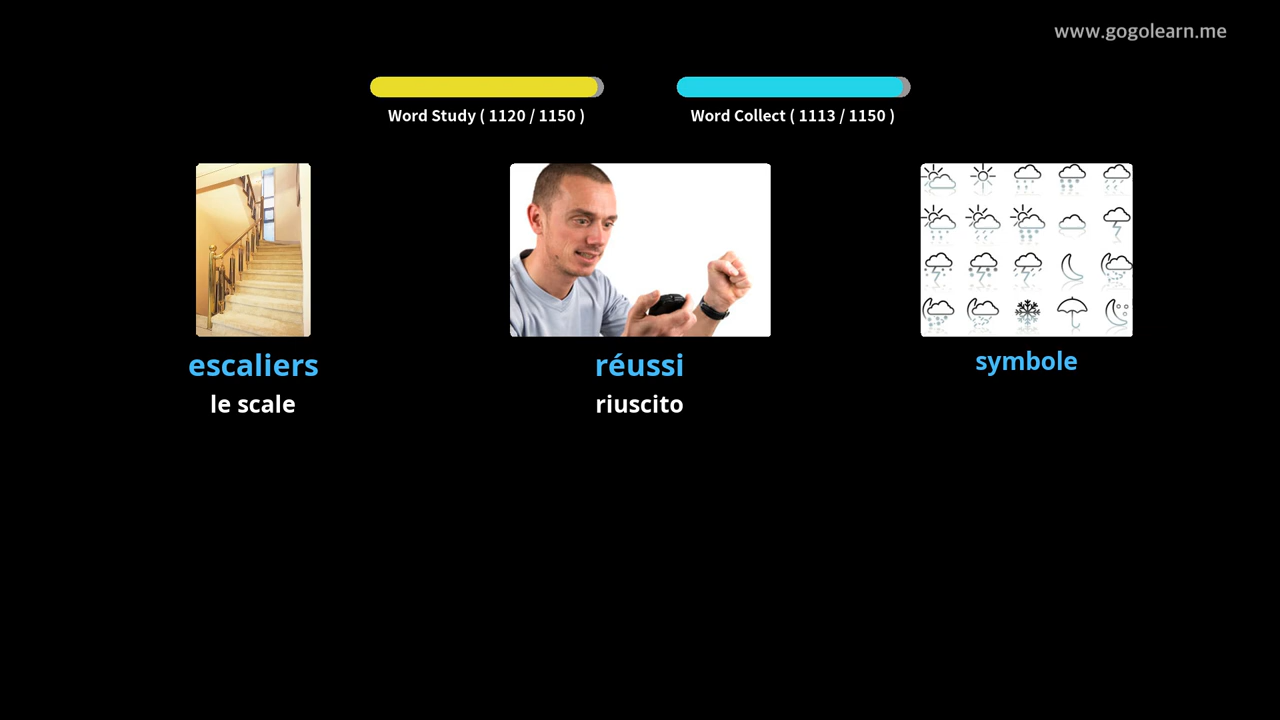 www.gogolearn.me
Word Study ( 1120 / 1150 )
Word Collect ( 1113 / 1150 )
escaliers
le scale
réussi
riuscito
symbole